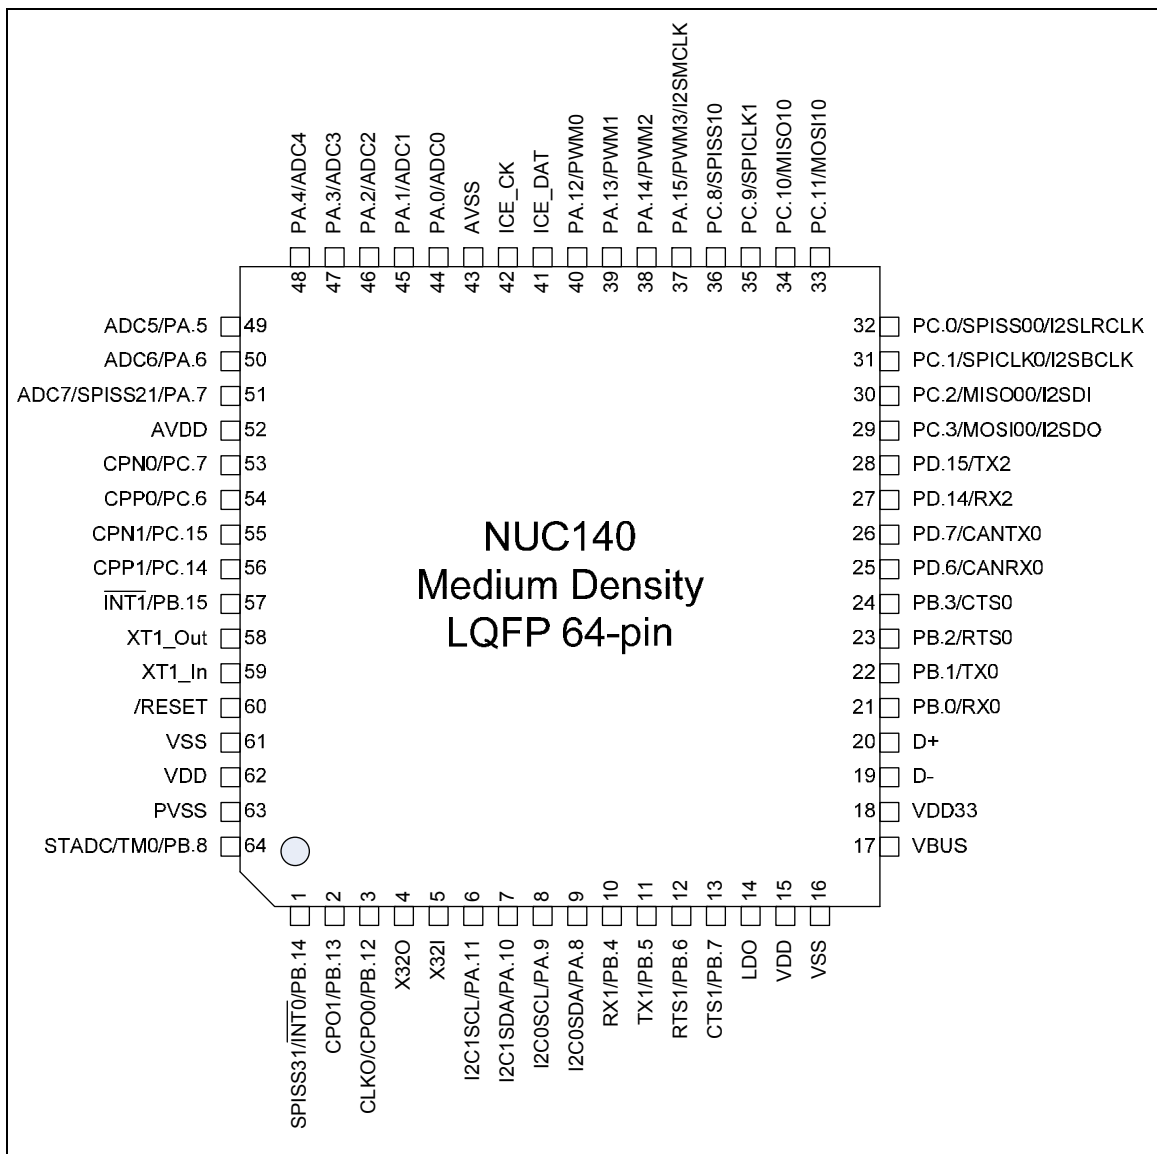 PA.4/ADC4
PA.3/ADC3
PA.2/ADC2
PA.1/ADC1
PA.0/ADC0
AVSS
ICE_CK
ICE_DAT
PA.12/PWM0
PA.13/PWM1
PA.14/PWM2
PA.15/PWM3/I2SMCLK
PC.8/SPISS10
PC.9/SPICLK1
PC.10/MISO10
PC.11/MOSI10
48
47
46
45
44
43
42
41
40
39
38
37
36
35
34
33
ADC5/PA.5 49
ADC6/PA.6 50
ADC7/SPISS21/PA.7 51
AVDD 52
CPN0/PC.7 53
CPP0/PC.6 54
CPN1/PC.15 55
CPP1/PC.14 56
INT1/PB.15 57
XT1_Out 58
XT1_In 59
/RESET 60
VSS 61
VDD 62
PVSS 63
STADC/TM0/PB.8 64
NUC140
Medium Density
LQFP 64-pin
32 PC.0/SPISS00/I2SLRCLK
31 PC.1/SPICLK0/I2SBCLK
30 PC.2/MISO00/I2SDI
29 PC.3/MOSI00/I2SDO
28 PD.15/TX2
27 PD.14/RX2
26 PD.7/CANTX0
25 PD.6/CANRX0
24 PB.3/CTS0
23 PB.2/RTS0
22 PB.1/TX0
21 PB.0/RX0
20 D+
19 D-
18 VDD33
17 VBUS
1
2
3
4
5
6
7
8
9
10
11
12
13
14
15
16
SPISS31/INT0/PB.14
CPO1/PB.13
CLKO/CPO0/PB.12
X32O
X32I
I2C1SCL/PA.11
I2C1SDA/PA.10
I2C0SCL/PA.9
I2C0SDA/PA.8
RX1/PB.4
TX1/PB.5
RTS1/PB.6
CTS1/PB.7
LDO
VDD
VSS